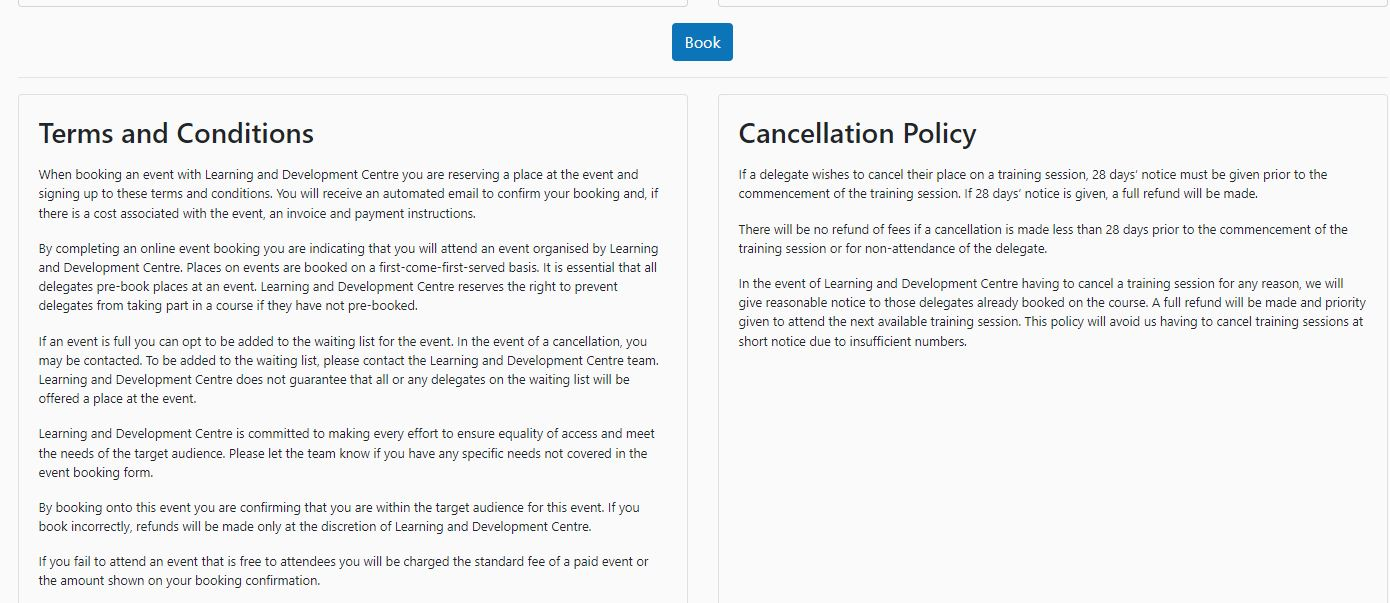 Book
Terms and Conditions
When booking an event with Learning and Development Centre you are reserving a place at the event and
signing up to these terms and conditions. You will receive an automated email to confirm your booking and, if
there is a cost associated with the event, an invoice and payment instructions.
By completing an online event booking you are indicating that you will attend an event organised by Learning
and Development Centre. Places on events are booked on a first-come-first-served basis. It is essential that all
delegates pre-book places at an event. Learning and Development Centre reserves the right to prevent
delegates from taking part in a course if they have not pre-booked.
If an event is full you can opt to be added to the waiting list for the event. In the event of a cancellation, you
may be contacted. To be added to the waiting list, please contact the Learning and Development Centre team.
Learning and Development Centre does not guarantee that all or any delegates on the waiting list will be
offered a place at the event.
Learning and Development Centre is committed to making every effort to ensure equality of access and meet
the needs of the target audience. Please let the team know if you have any specific needs not covered in the
event booking form.
By booking onto this event you are confirming that you are within the target audience for this event. If you
book incorrectly, refunds will be made only at the discretion of Learning and Development Centre.
If you fail to attend an event that is free to attendees you will be charged the standard fee of a paid event or
the amount shown on your booking confirmation.
Cancellation Policy
If a delegate wishes to cancel their place on a training session, 28 days’ notice must be given prior to the
commencement of the training session. If 28 days’ notice is given, a full refund will be made.
There will be no refund of fees if a cancellation is made less than 28 days prior to the commencement of the
training session or for non-attendance of the delegate.
In the event of Learning and Development Centre having to cancel a training session for any reason, we will
give reasonable notice to those delegates already booked on the course. A full refund will be made and priority
given to attend the next available training session. This policy will avoid us having to cancel training sessions at
short notice due to insufficient numbers.